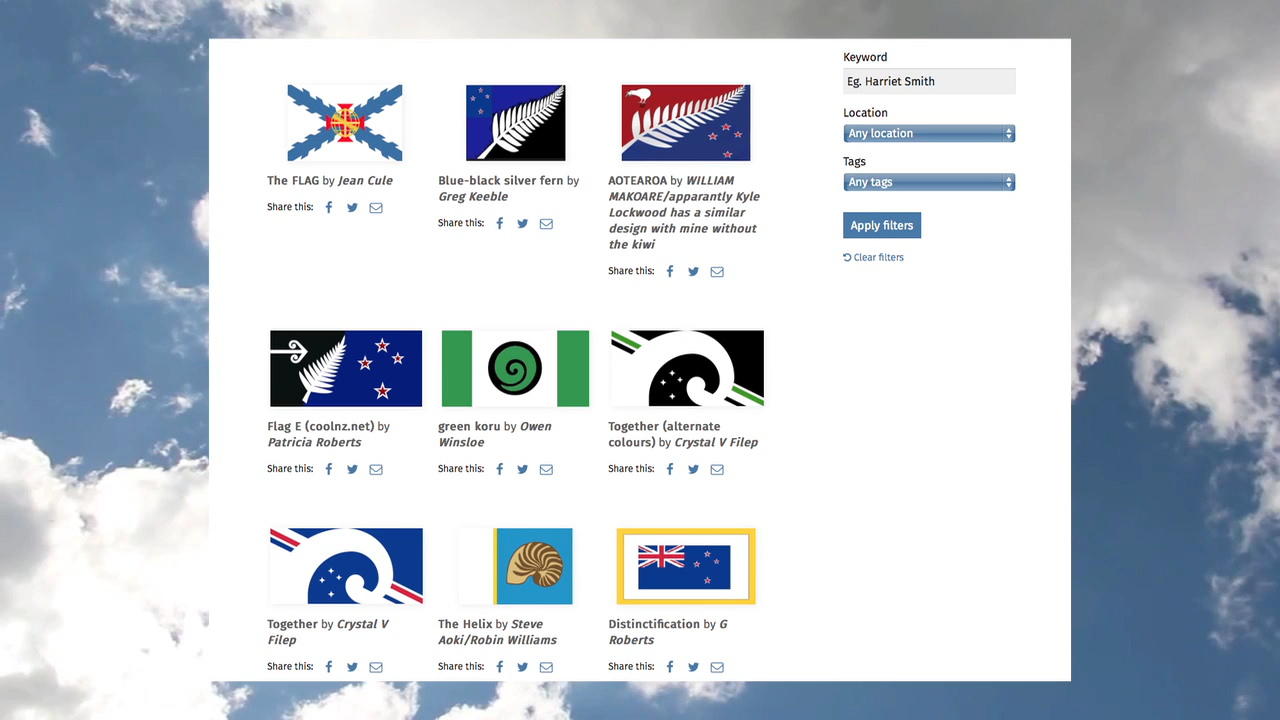 The FLAG by Jean Cule
Share this:
Blue-black silver fern by
Greg Keeble
Share this:
AOTEAROA by WILLIAM
MAKOARE/apparantly Kyle
Lockwood has a similar
design with mine without
the kiwi
Share this:
Flag E (coolnz.net) by
Patricia Roberts
Share this:
green koru by Owen
Winsloe
Share this:
Together (alternate
colours) by Crystal V Filep
Share this:
Together by Crystal V
Filep
Share this:
The Helix by Steve
Aoki/Robin Williams
Share this:
Distinctification by G
Roberts
Share this:
Keyword
Eg. Harriet Smith
Location
Any location
Tags
Any tags
Apply filters
Clear filters